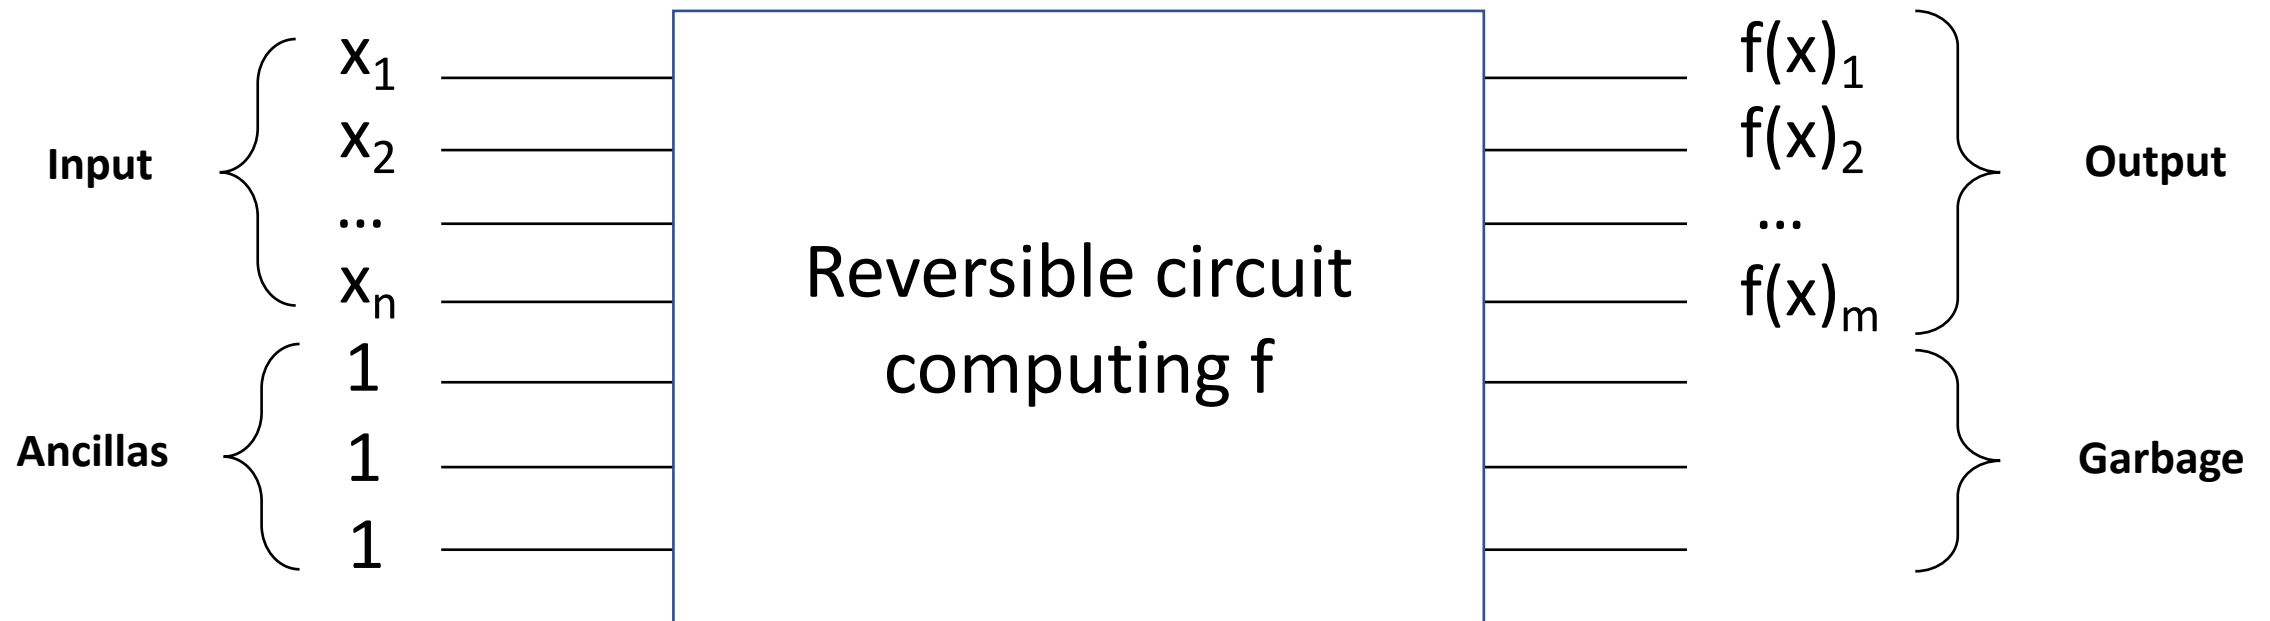 x₁
x₂
Input
...
xₙ
1
Ancillas
1
1
Reversible circuit
computing f
f(x)₁
f(x)₂
...
f(x)ₘ
Output
Garbage